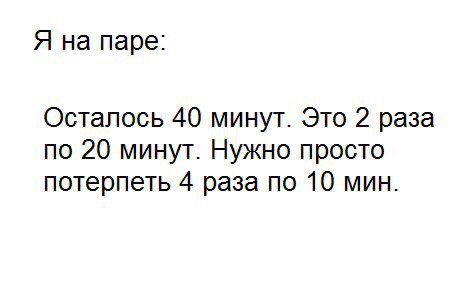 Я на паре:
Осталось 40 минут. Это 2 раза
по 20 минут. Нужно просто
потерпеть 4 раза по 10 мин.